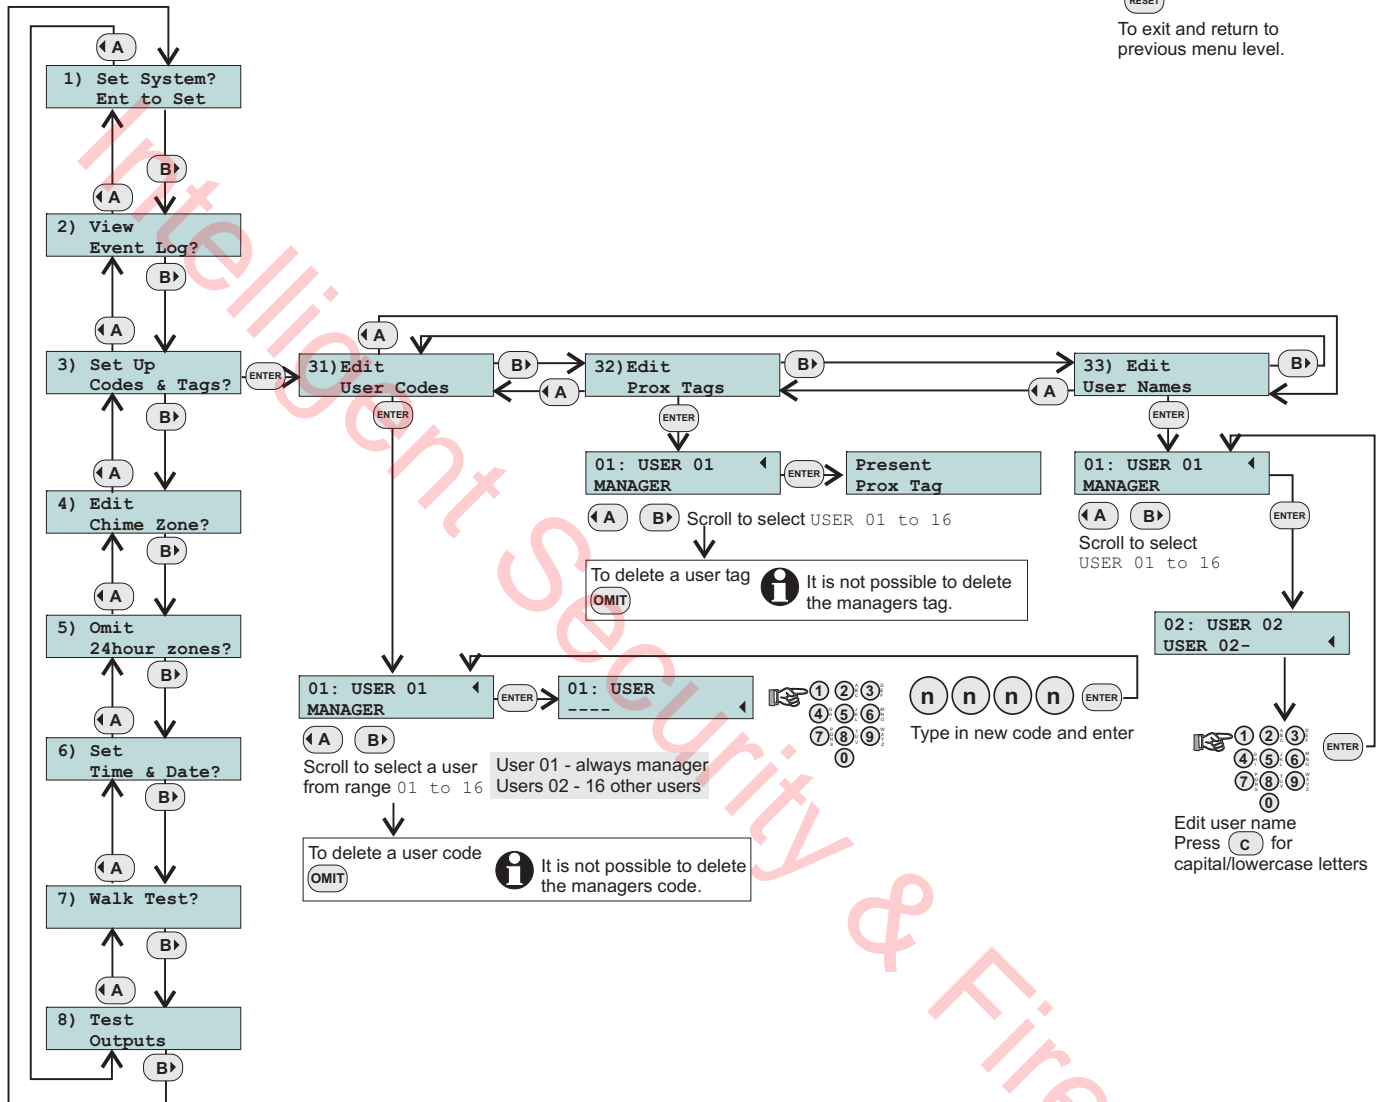 RESET
To exit and return to
previous menu level.
A
1) Set System?
Ent to Set
B
A
2) View
Event Log?
B
A
3) Set Up
Codes & Tags?
B
ENTER
A
31)Edit
User Codes
B
A
32)Edit
Prox Tags
B
A
33) Edit
User Names
B
ENTER
ENTER
ENTER
01: USER 01
MANAGER
ENTER
Present
Prox Tag
A B Scroll to select USER 01 to 16
To delete a user tag
OMIT
It is not possible to delete
the managers tag.
01: USER 01
MANAGER
ENTER
A B
Scroll to select
USER 01 to 16
02: USER 02
USER 02-
1 2 3
4 5 6
7 8 9
0
ENTER
Edit user name
Press C for
capital/lowercase letters
A
4) Edit
Chime Zone?
B
A
5) Omit
24hour zones?
B
A
6) Set
Time & Date?
B
A
7) Walk Test?
B
A
8) Test
Outputs
B
01: USER 01
MANAGER
ENTER
01: USER
----
1 2 3
4 5 6
7 8 9
0
n n n n ENTER
Type in new code and enter
A B
Scroll to select a user
from range 01 to 16
User 01 - always manager
Users 02 - 16 other users
To delete a user code
OMIT
It is not possible to delete
the managers code.
Intelligent Security & Fire